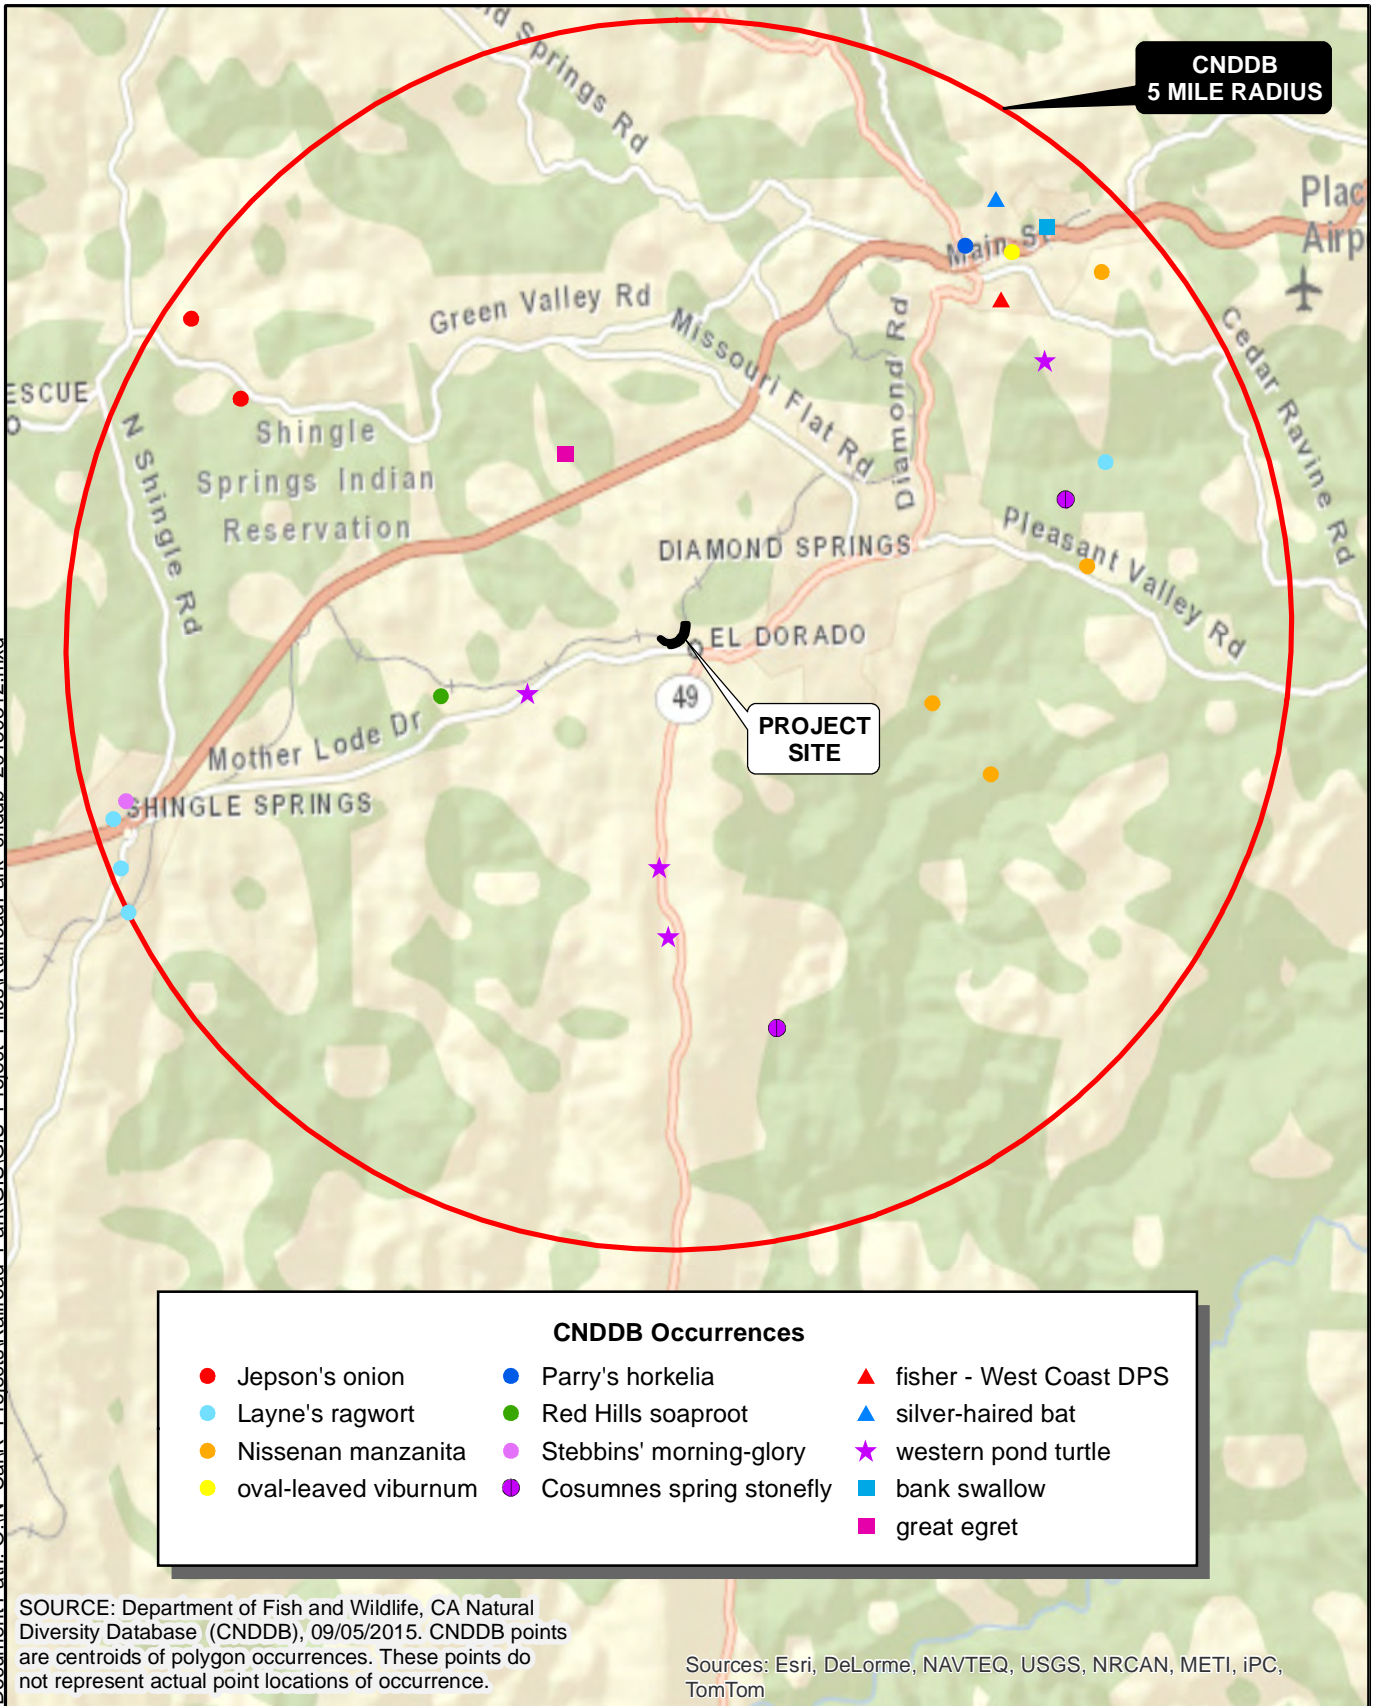 CNDDB
5 MILE RADIUS
Springs Rd
Plac
Airp
Main St
Green Valley Rd
Missouri Flat Rd
Diamond Rd
Cedar Ravine Rd
ESCUE
N Shingle Rd
Shingle
Springs Indian
Reservation
Pleasant Valley Rd
DIAMOND SPRINGS
EL DORADO
49
PROJECT
SITE
Mother Lode Dr
SHINGLE SPRINGS
CNDDB Occurrences
Jepson's onion
Layne's ragwort
Nissenan manzanita
oval-leaved viburnum
Parry's horkelia
Red Hills soaproot
Stebbins' morning-glory
Cosumnes spring stonefly
fisher - West Coast DPS
silver-haired bat
western pond turtle
bank swallow
great egret
SOURCE: Department of Fish and Wildlife, CA Natural
Diversity Database (CNDDB), 09/05/2015. CNDDB points
are centroids of polygon occurrences. These points do
not represent actual point locations of occurrence.
Sources: Esri, DeLorme, NAVTEQ, USGS, NRCAN, METI, iPC,
TomTom